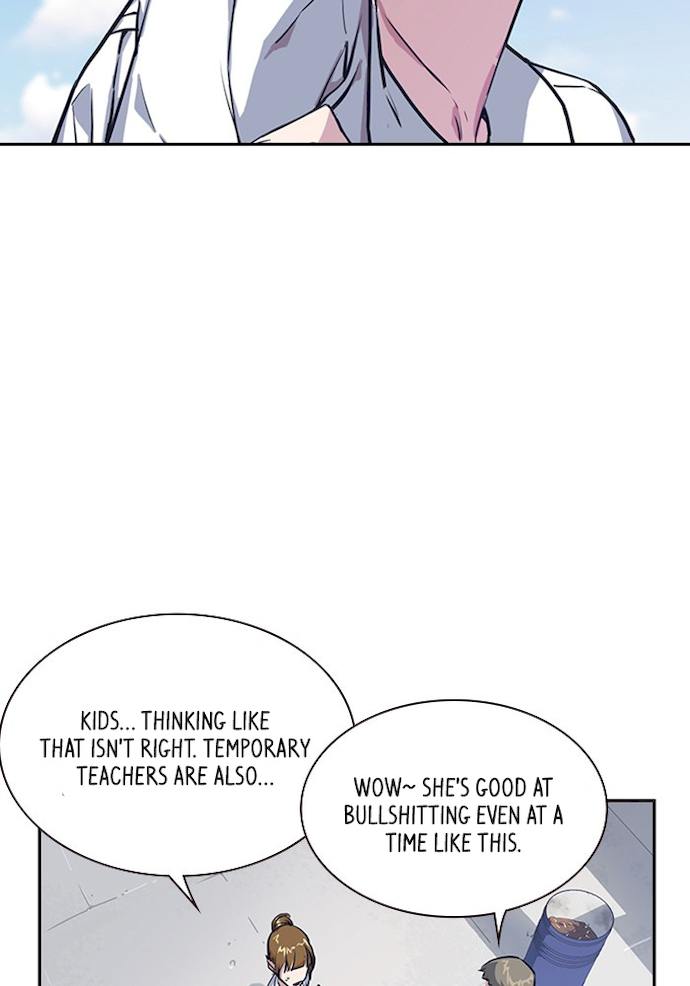 KIDS... THINKING LIKE
THAT ISN'T RIGHT. TEMPORARY
TEACHERS ARE ALSO...
WOW~ SHE'S GOOD AT
BULLSHITTING EVEN AT A
TIME LIKE THIS.